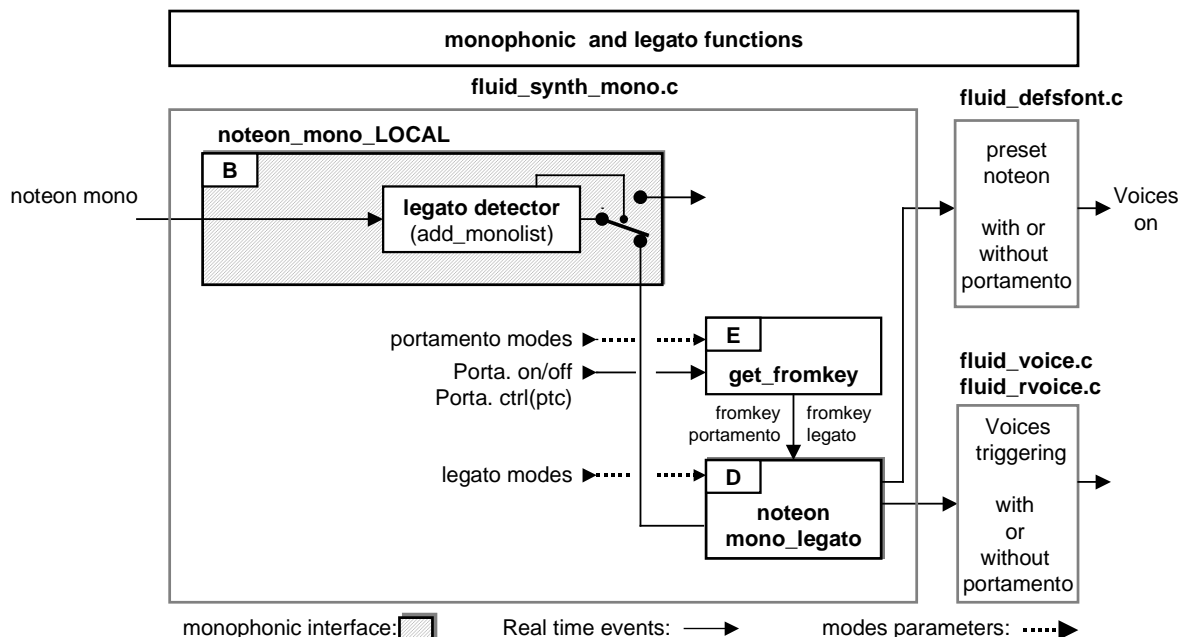 monophonic  and legato functions
fluid_synth_mono.c
fluid_defsfont.c
noteon_mono_LOCAL
B
noteon mono
legato detector
(add_monolist)
preset
noteon
with or
without
portamento
Voices
on
portamento modes
E
Porta. on/off
Porta. ctrl(ptc)
get_fromkey
fluid_voice.c
fluid_rvoice.c
fromkey
portamento
fromkey
legato
Voices
triggering
with
or
without
portamento
legato modes
D
noteon
mono_legato
monophonic interface:
Real time events:
modes parameters: